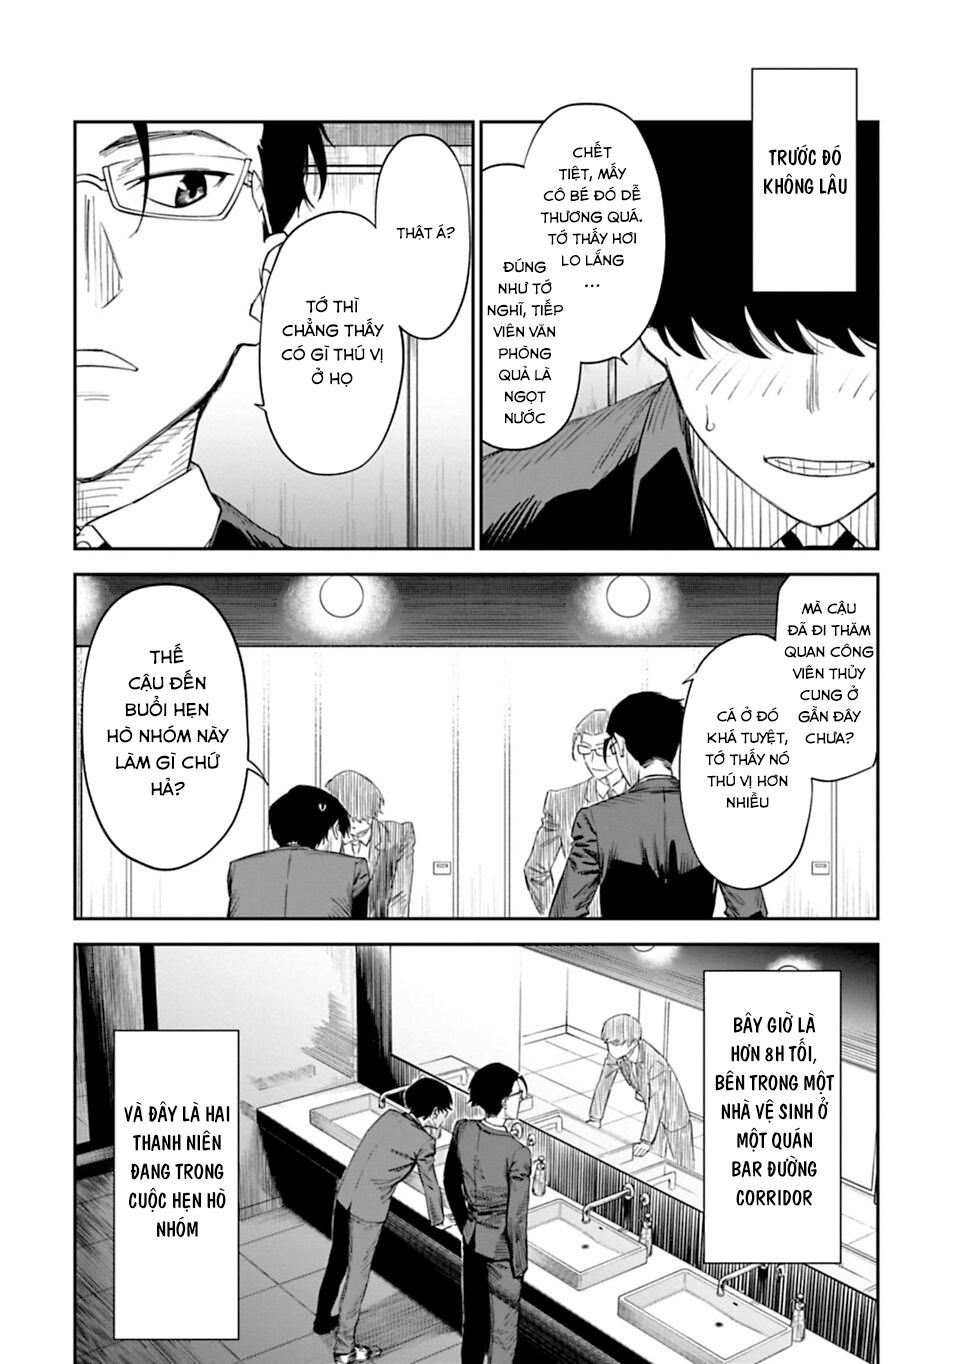 TRƯỚC ĐÓ
KHÔNG LÂU
CHẾT
TIỆT, MẤY
CÔ BÉ ĐÓ DỄ
THƯƠNG QUÁ.
TỚ THẤY HƠI
LO LẮNG
...
ĐÚNG
NHƯ TỚ
NGHĨ, TIẾP
VIÊN VĂN
PHÒNG
QUẢ LÀ
NGỌT
NƯỚC
THẬT Á?
TỚ THÌ
CHẲNG THẤY
CÓ GÌ THÚ VỊ
Ở HỌ
MÀ CẬU
ĐÃ ĐI THĂM
QUAN CÔNG
VIÊN THỦY
CUNG Ở
GẦN ĐÂY
CHƯA?
CÁ Ở ĐÓ
KHÁ TUYỆT,
TỚ THẤY NÓ
THÚ VỊ HƠN
NHIỀU
THẾ
CẬU ĐẾN
BUỔI HẸN
HÒ NHÓM NÀY
LÀM GÌ CHỨ
HẢ?
BÂY GIỜ LÀ
HƠN 8H TỐI,
BÊN TRONG MỘT
NHÀ VỆ SINH Ở
MỘT QUÁN
BAR ĐƯỜNG
CORRIDOR
VÀ ĐÂY LÀ HAI
THANH NIÊN
ĐANG TRONG
CUỘC HẸN HÒ
NHÓM